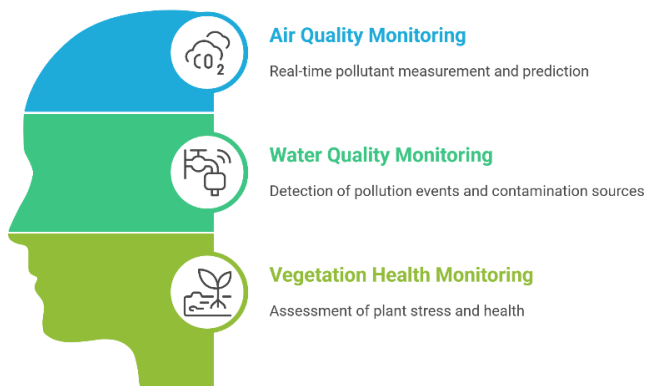 CO2
Air Quality Monitoring
Real-time pollutant measurement and prediction
Water Quality Monitoring
Detection of pollution events and contamination sources
Vegetation Health Monitoring
Assessment of plant stress and health